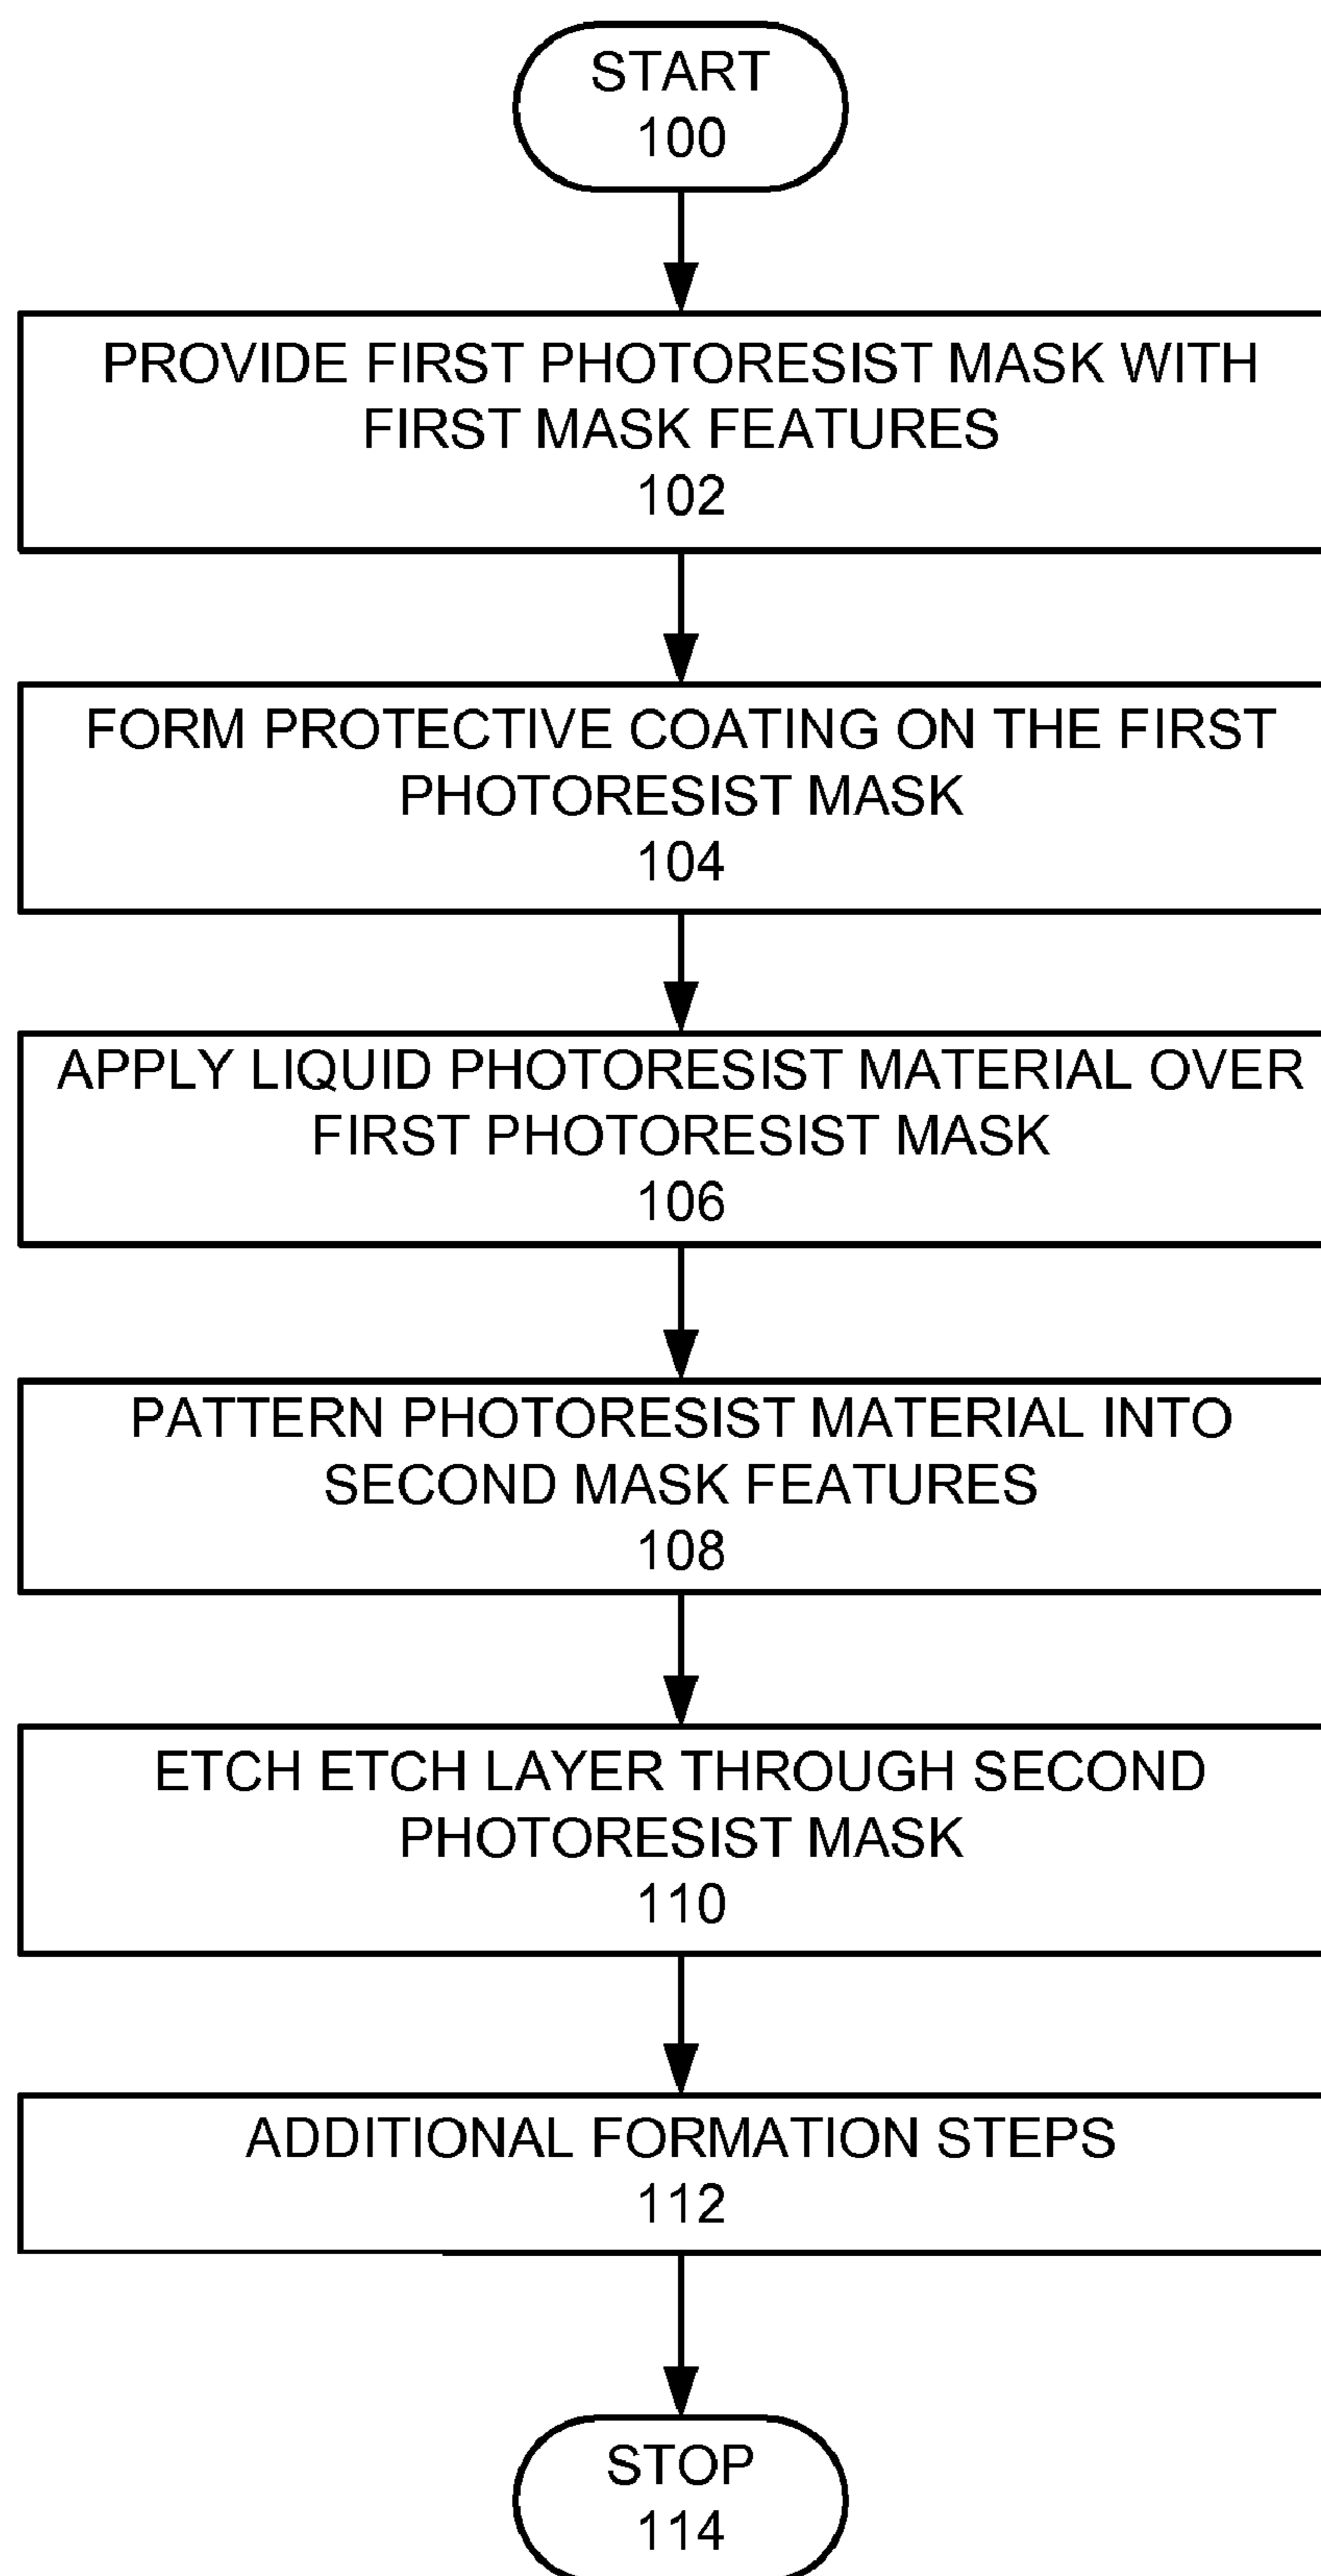 START
100
PROVIDE FIRST PHOTORESIST MASK WITH
FIRST MASK FEATURES
102
FORM PROTECTIVE COATING ON THE FIRST
PHOTORESIST MASK
104
APPLY LIQUID PHOTORESIST MATERIAL OVER
FIRST PHOTORESIST MASK
106
PATTERN PHOTORESIST MATERIAL INTO
SECOND MASK FEATURES
108
ETCH ETCH LAYER THROUGH SECOND
PHOTORESIST MASK
110
ADDITIONAL FORMATION STEPS
112
STOP
114